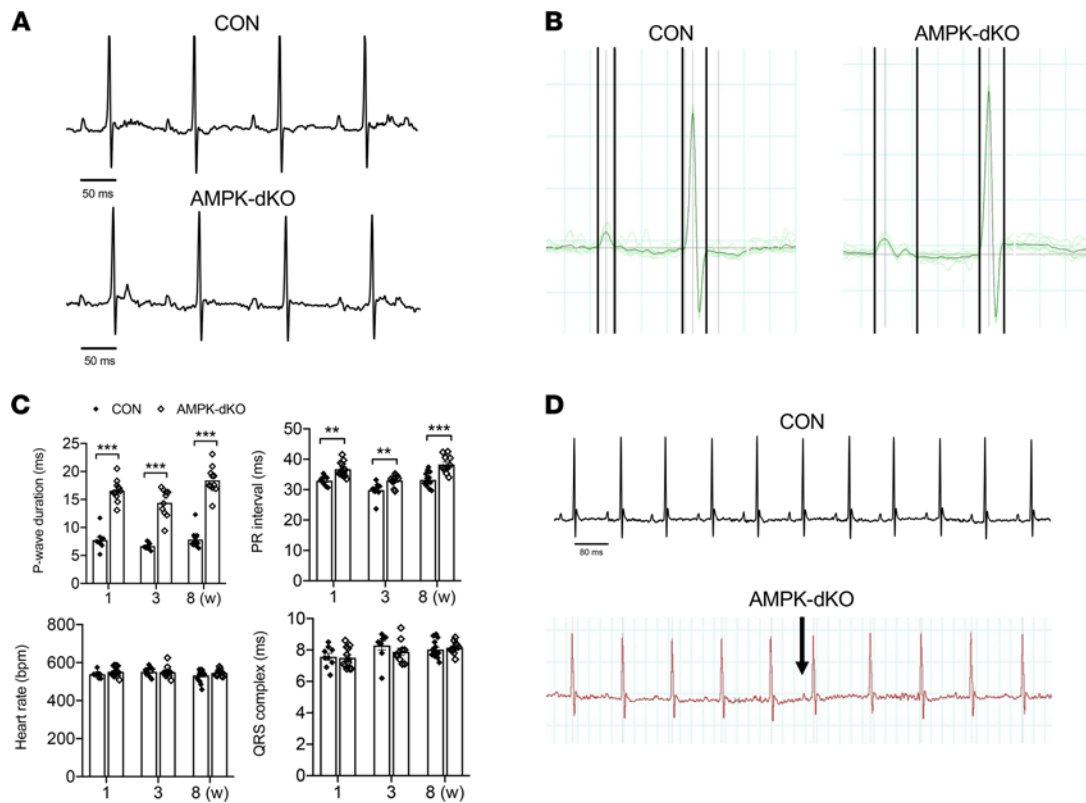 A
CON
50 ms
AMPK-dKO
50 ms
B
CON
AMPK-dKO
C
CON AMPK-dKO
P-wave duration (ms)
25
20
15
10
5
0
***
***
***
1 3 8 (w)
PR interval (ms)
50
40
30
20
10
0
**
**
***
1 3 8 (w)
Heart rate (bpm)
800
600
400
200
0
1 3 8 (w)
QRS complex (ms)
10
8
6
4
2
0
1 3 8 (w)
D
CON
80 ms
AMPK-dKO